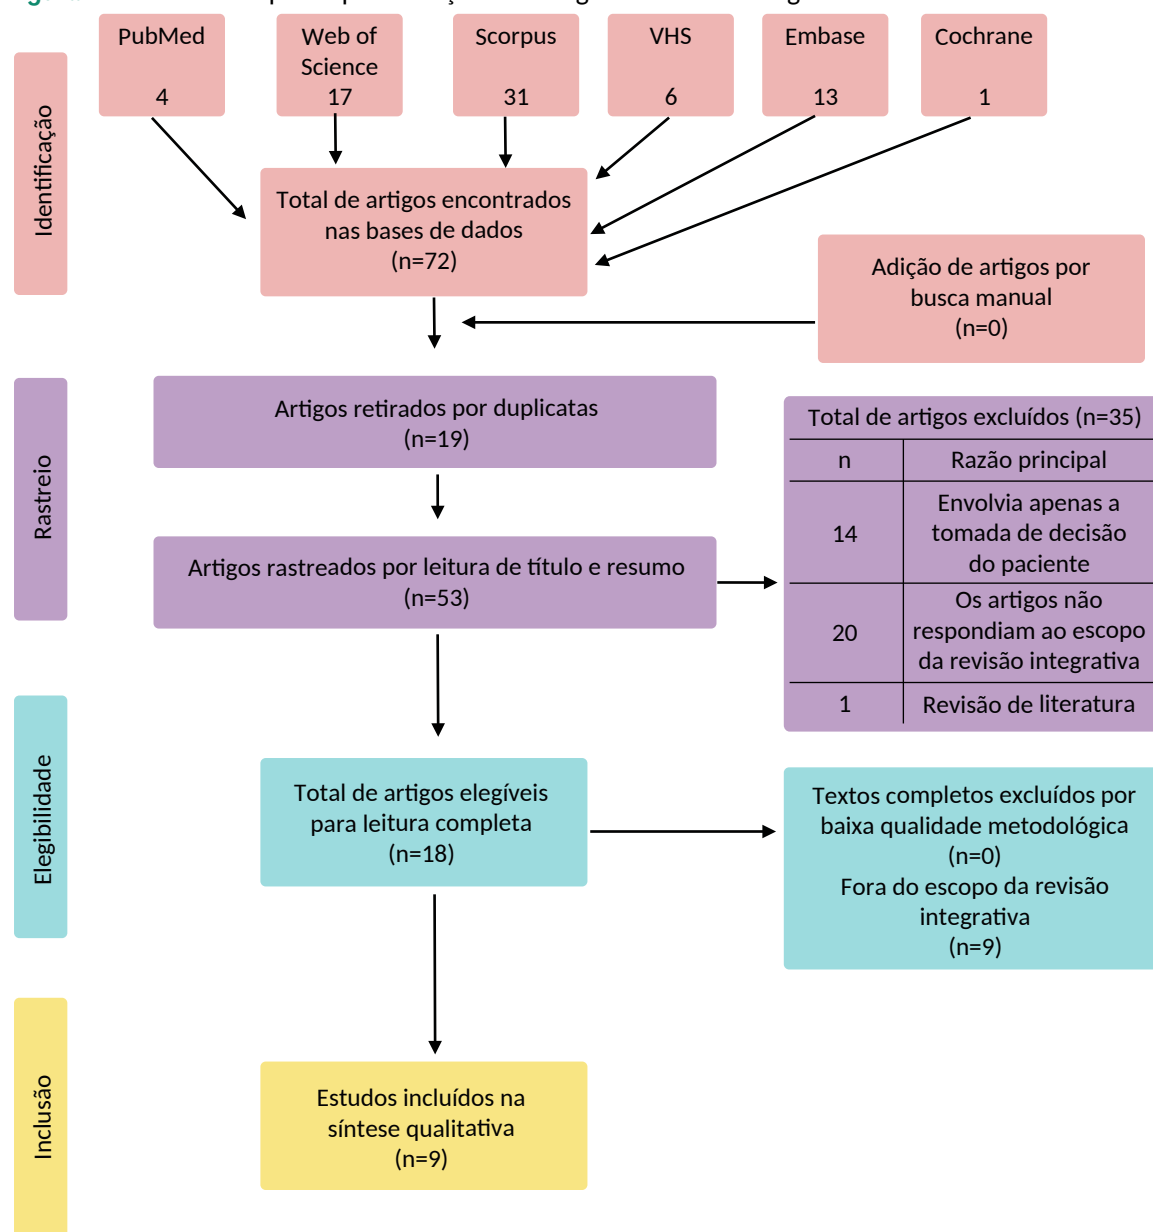 PubMed
4
Web of
Science
17
Scorpus
31
VHS
6
Embase
13
Cochrane
1
Identificação
Total de artigos encontrados
nas bases de dados
(n=72)
Adição de artigos por
busca manual
(n=0)
Rastreio
Artigos retirados por duplicatas
(n=19)
Artigos rastreados por leitura de título e resumo
(n=53)
Total de artigos excluídos (n=35)
n Razão principal
14 Envolvia apenas a
tomada de decisão
do paciente
20 Os artigos não
respondiam ao escopo
da revisão integrativa
1 Revisão de literatura
Elegibilidade
Total de artigos elegíveis
para leitura completa
(n=18)
Textos completos excluídos por
baixa qualidade metodológica
(n=0)
Fora do escopo da revisão
integrativa
(n=9)
Inclusão
Estudos incluídos na
síntese qualitativa
(n=9)